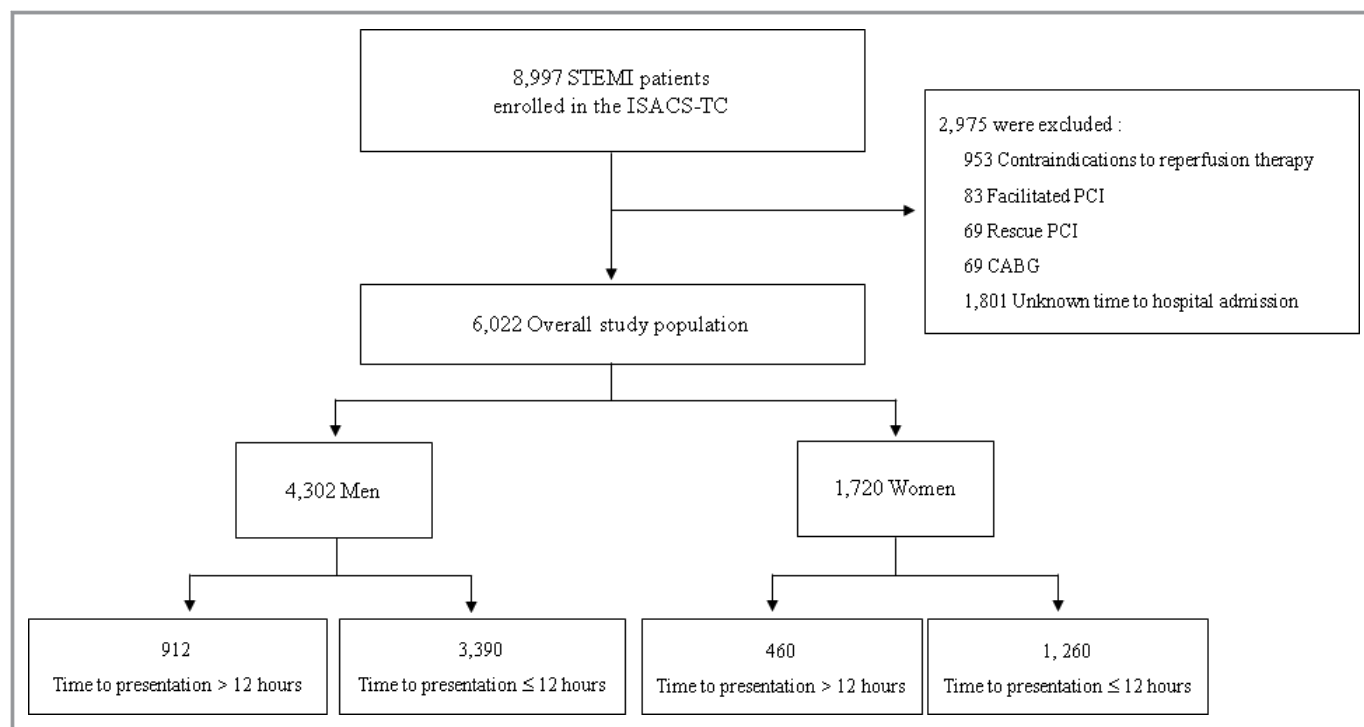 8,997 STEMI patients
enrolled in the ISACS-TC
2,975 were excluded :
953 Contraindications to reperfusion therapy
83 Facilitated PCI
69 Rescue PCI
69 CABG
1,801 Unknown time to hospital admission
6,022 Overall study population
4,302 Men
1,720 Women
912
Time to presentation > 12 hours
3,390
Time to presentation ≤ 12 hours
460
Time to presentation > 12 hours
1, 260
Time to presentation ≤ 12 hours